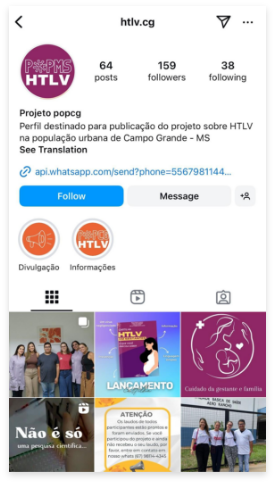 htlv.cg
POPPMS
HTLV
64
posts
159
followers
38
following
Projeto popcg
Perfil destinado para publicação do projeto sobre HTLV
na população urbana de Campo Grande - MS
See Translation
api.whatsapp.com/send?phone=5567981144...
Follow
Message
HTLV
Divulgação
Informações
HTLV
LANÇAMENTO
Cuidado da gestante e família
Não é só
uma pesquisa científica...
ATENÇÃO